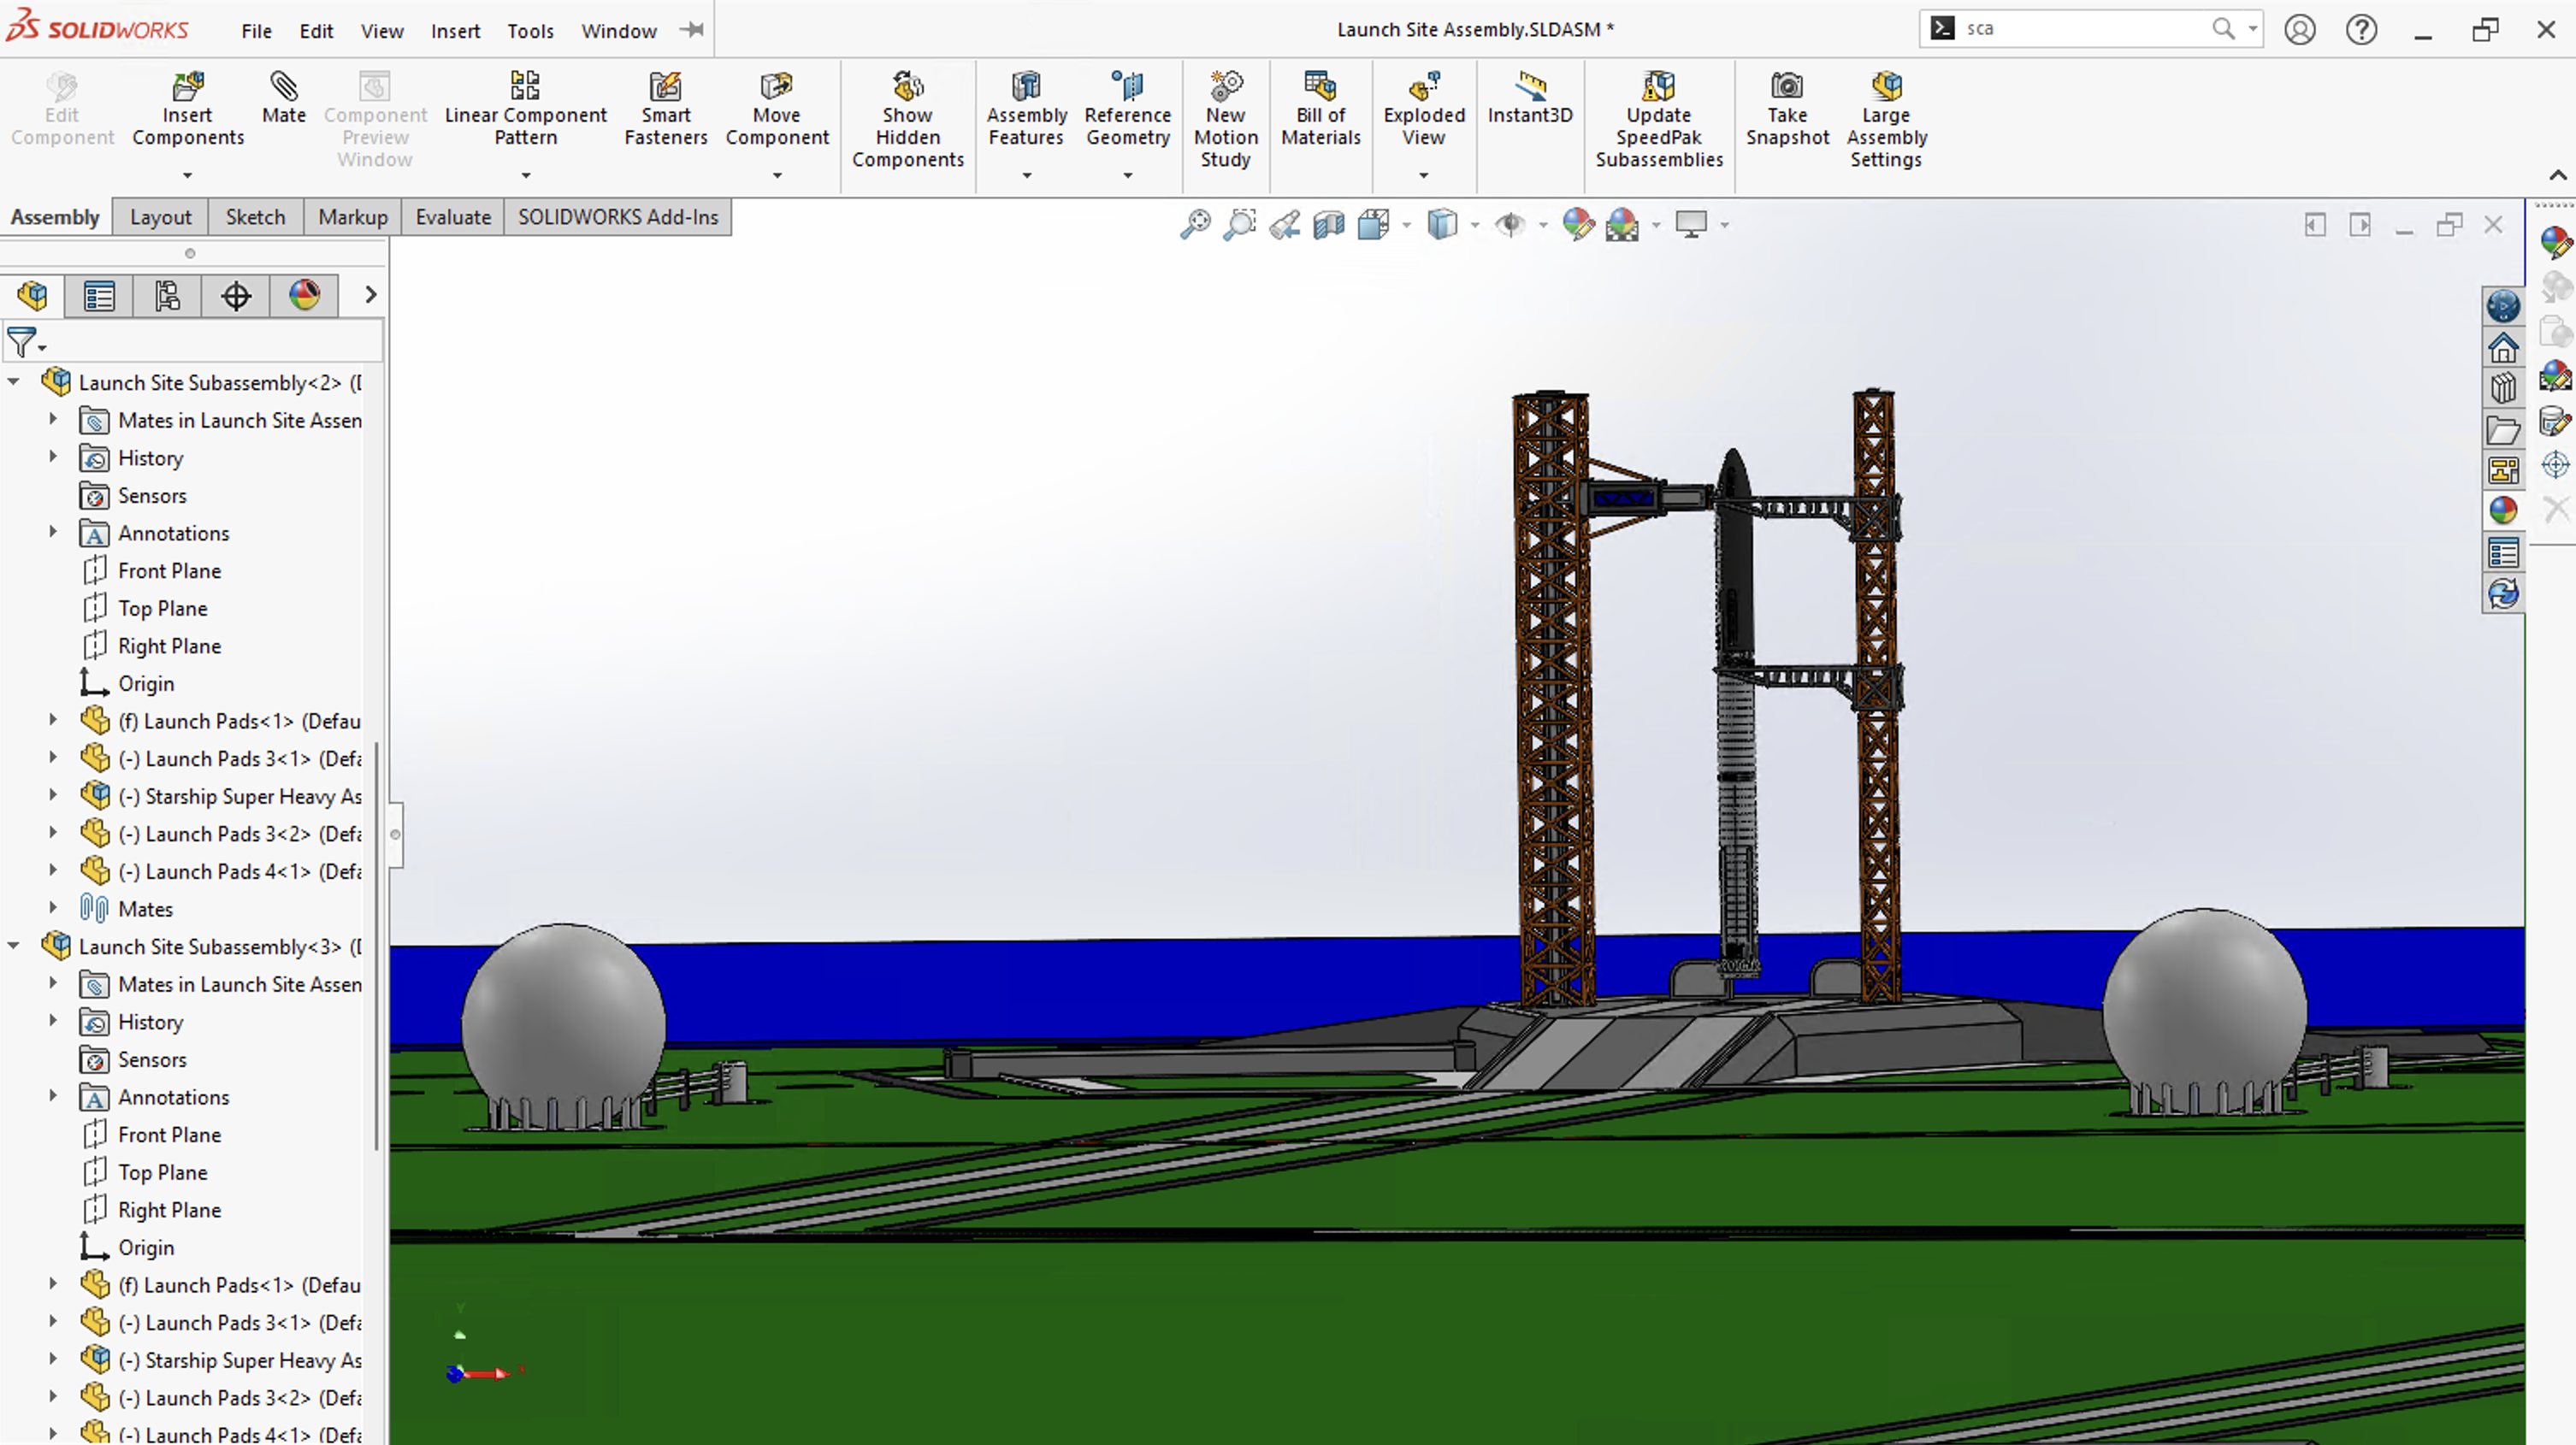 SOLIDWORKS File Edit View Insert Tools Window Launch Site Assembly.SLDASM * sca
Edit Component
Insert Components
Mate
Component Preview Window
Linear Component Pattern
Smart Fasteners
Move Component
Show Hidden Components
Assembly Features
Reference Geometry
New Motion Study
Bill of Materials
Exploded View
Instant3D
Update SpeedPak Subassemblies
Take Snapshot
Large Assembly Settings
Assembly Layout Sketch Markup Evaluate SOLIDWORKS Add-Ins
Launch Site Subassembly<2> (D
Mates in Launch Site Assem
History
Sensors
Annotations
Front Plane
Top Plane
Right Plane
Origin
(f) Launch Pads<1> (Defau
(-) Launch Pads 3<1> (Defa
(-) Starship Super Heavy As
(-) Launch Pads 3<2> (Defa
(-) Launch Pads 4<1> (Defa
Mates
Launch Site Subassembly<3> (D
Mates in Launch Site Assem
History
Sensors
Annotations
Front Plane
Top Plane
Right Plane
Origin
(f) Launch Pads<1> (Defau
(-) Launch Pads 3<1> (Defa
(-) Starship Super Heavy As
(-) Launch Pads 3<2> (Defa
(-) Launch Pads 4<1> (Defa
Y
X